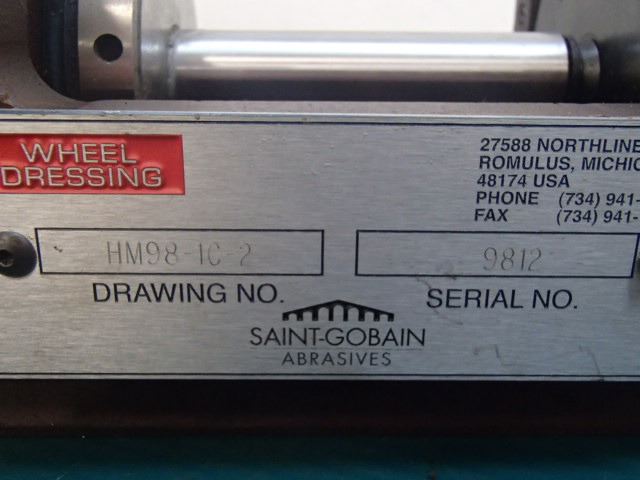 WHEEL
DRESSING
27588 NORTHLINE
ROMULUS, MICHIC
48174 USA
PHONE (734) 941-
FAX (734) 941-
HM98-1C-2
9812
DRAWING NO.
SERIAL NO.
SAINT-GOBAIN
ABRASIVES